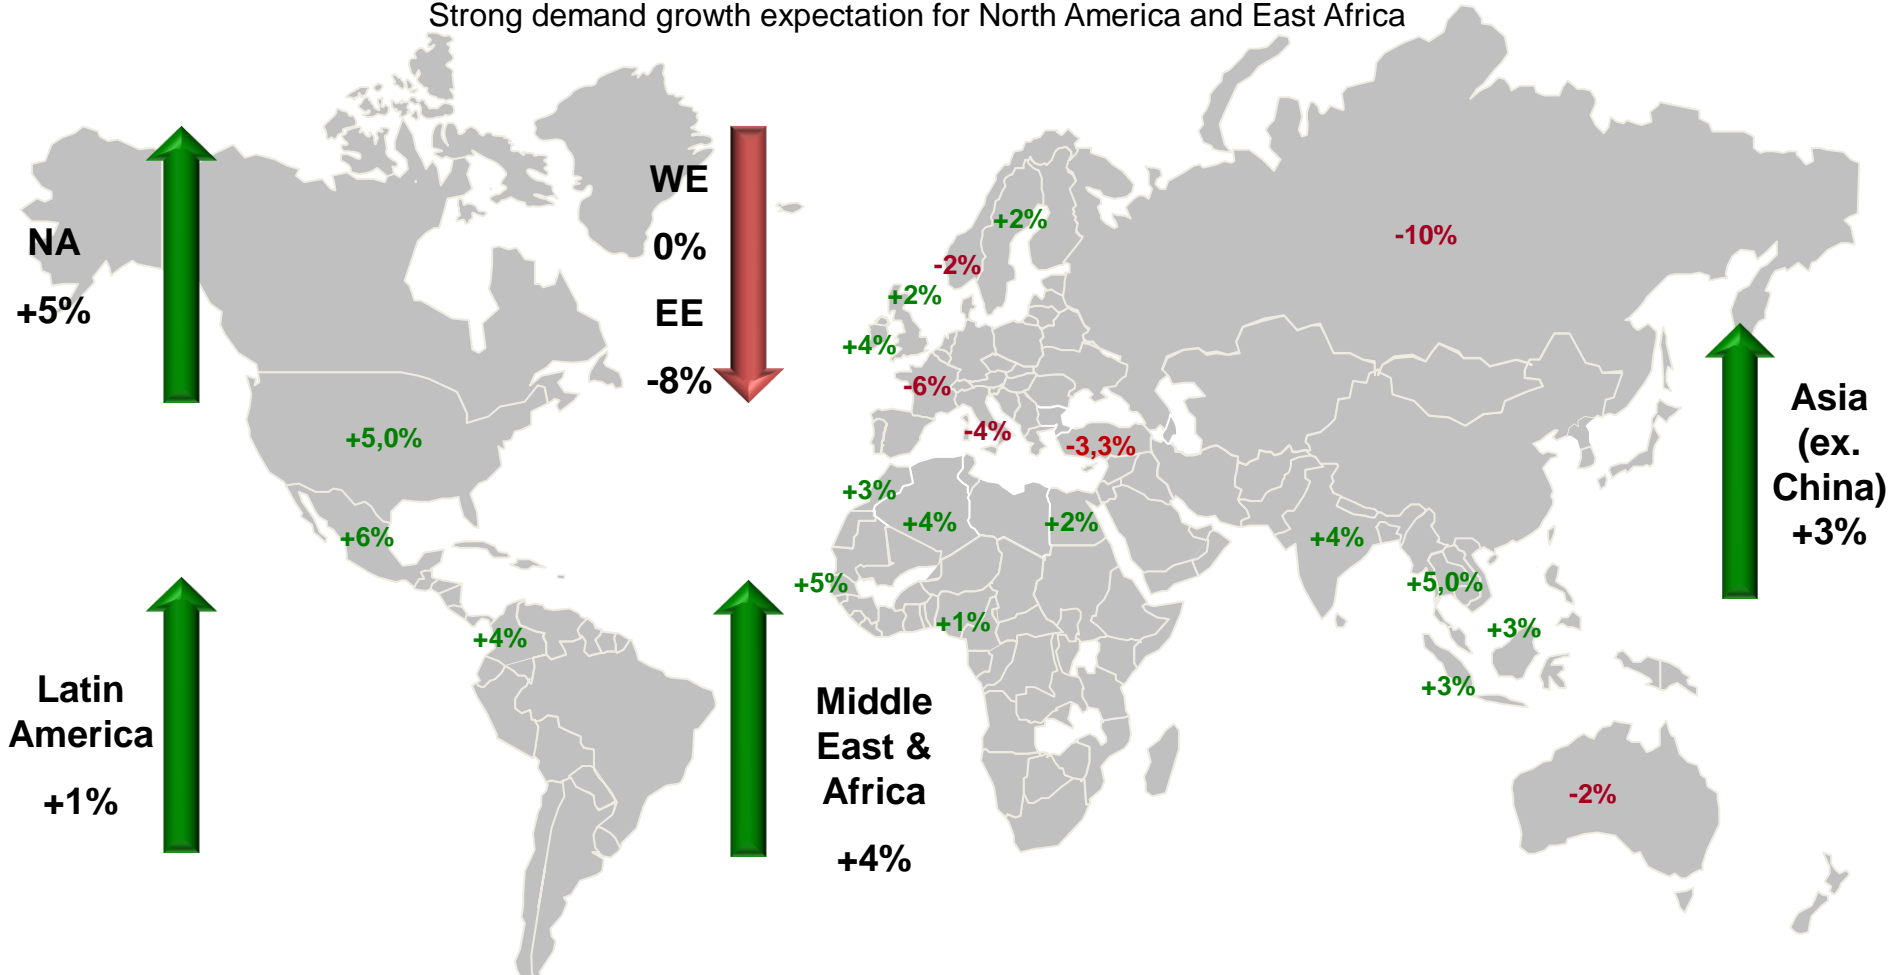 Strong demand growth expectation for North America and East Africa
NA
+5%
WE
0%
EE
-8%
+2%
-2%
+2%
+4%
-6%
-4%
-3,3%
-10%
Asia
(ex.
China)
+3%
+5,0%
+6%
+3%
+4%
+2%
+5%
+1%
+4%
+4%
+5,0%
+3%
+3%
Latin
America
+1%
Middle
East &
Africa
+4%
-2%